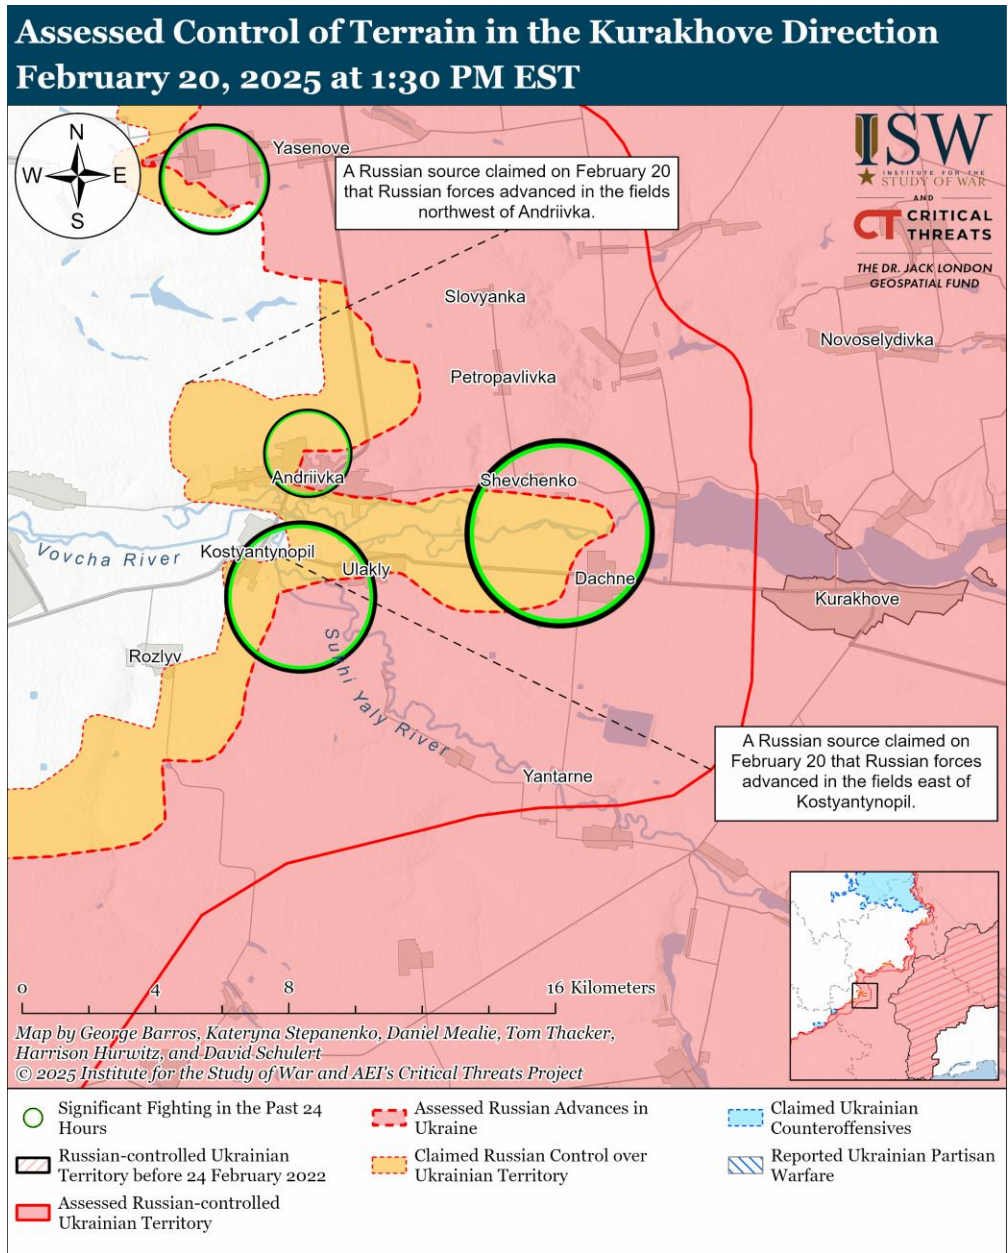 Assessed Control of Terrain in the Kurakhove Direction
February 20, 2025 at 1:30 PM EST
N
W
E
S
Yasenove
A Russian source claimed on February 20
that Russian forces advanced in the fields
northwest of Andriivka.
ISW
INSTITUTE FOR THE
STUDY OF WAR
AND
CT CRITICAL
THREATS
THE DR. JACK LONDON
GEOSPATIAL FUND
Slovyanka
Novoselydivka
Petropavlivka
Andriivka
Shevchenko
Vovcha River
Kostyantynopil
Ulakly
Dachne
Kurakhove
Rozlyv
Sukhi Yaly River
A Russian source claimed on
February 20 that Russian forces
advanced in the fields east of
Kostyantynopil.
Yantarne
0 4 8 16 Kilometers
Map by George Barros, Kateryna Stepanenko, Daniel Mealie, Tom Thacker,
Harrison Hurwitz, and David Schulert
© 2025 Institute for the Study of War and AEI's Critical Threats Project
Significant Fighting in the Past 24
Hours
Russian-controlled Ukrainian
Territory before 24 February 2022
Assessed Russian-controlled
Ukrainian Territory
Assessed Russian Advances in
Ukraine
Claimed Russian Control over
Ukrainian Territory
Claimed Ukrainian
Counteroffensives
Reported Ukrainian Partisan
Warfare